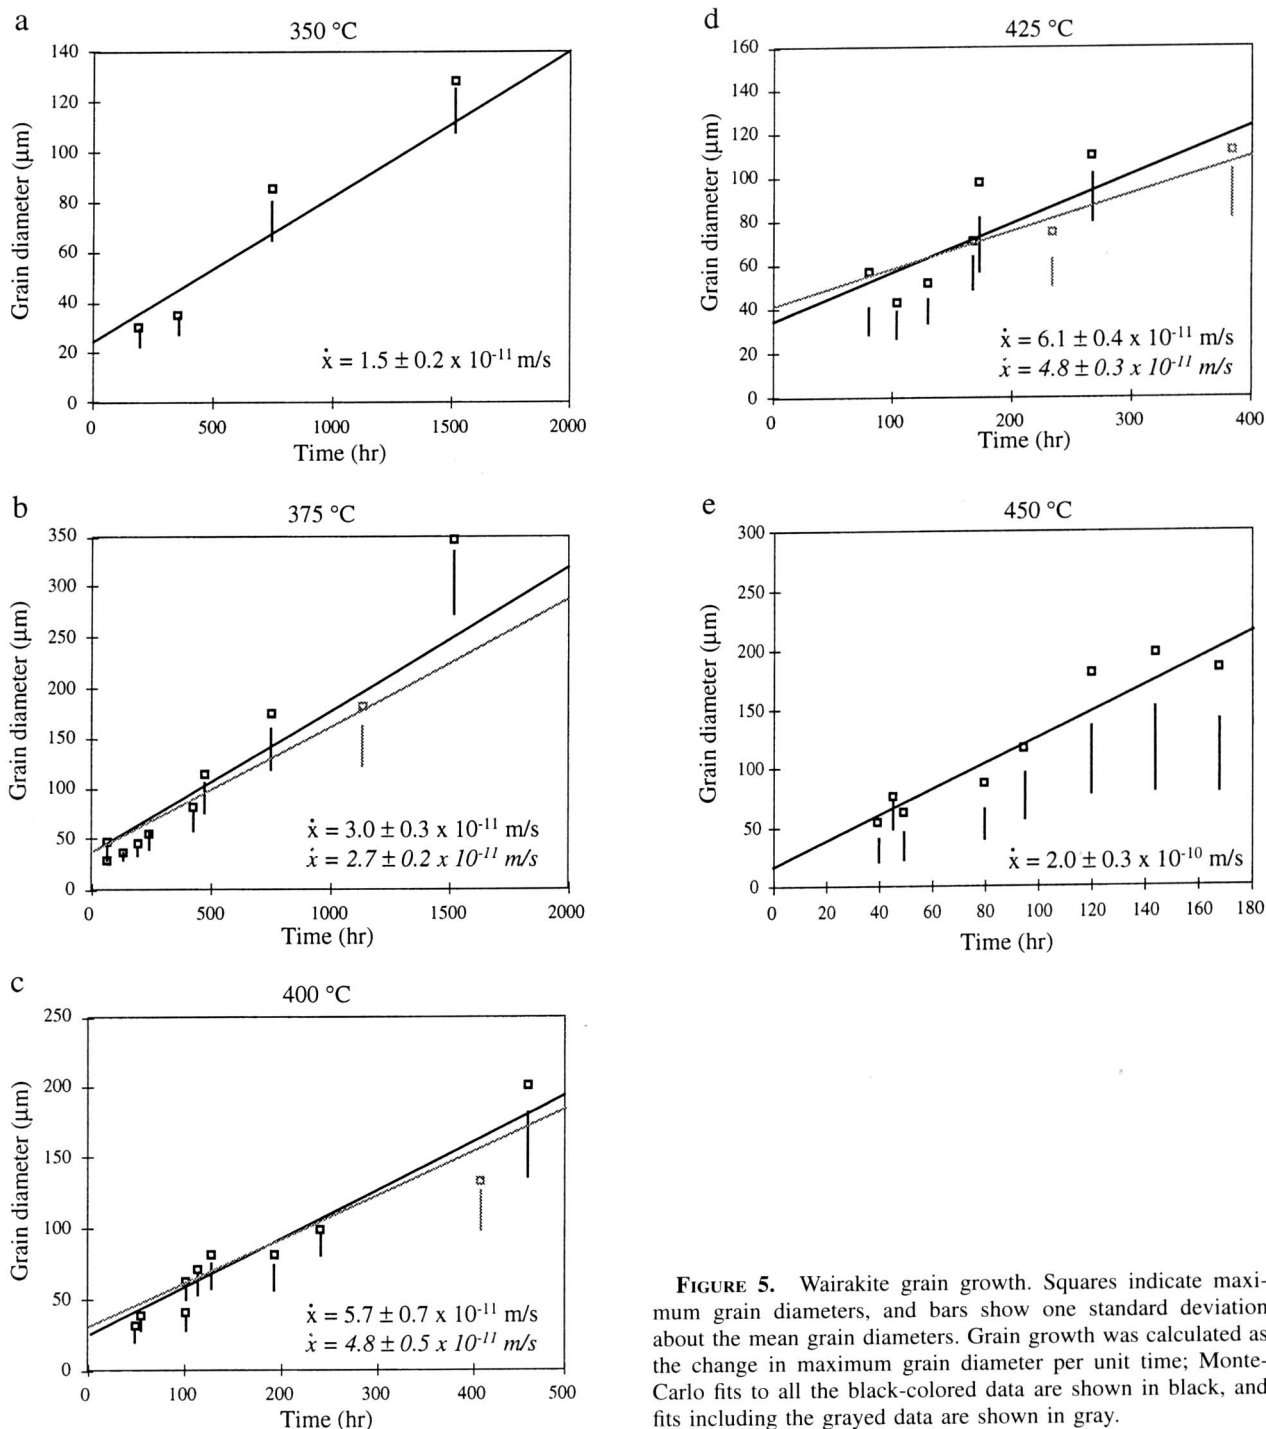 a
350 °C
140
120
100
80
60
40
20
0
Grain diameter (μm)
ẋ = 1.5 ± 0.2 x 10⁻¹¹ m/s
0 500 1000 1500 2000
Time (hr)
b
375 °C
350
300
250
200
150
100
50
0
Grain diameter (μm)
ẋ = 3.0 ± 0.3 x 10⁻¹¹ m/s
ẋ = 2.7 ± 0.2 x 10⁻¹¹ m/s
0 500 1000 1500 2000
Time (hr)
c
400 °C
250
200
150
100
50
0
Grain diameter (μm)
ẋ = 5.7 ± 0.7 x 10⁻¹¹ m/s
ẋ = 4.8 ± 0.5 x 10⁻¹¹ m/s
0 100 200 300 400 500
Time (hr)
d
425 °C
160
140
120
100
80
60
40
20
0
Grain diameter (μm)
ẋ = 6.1 ± 0.4 x 10⁻¹¹ m/s
ẋ = 4.8 ± 0.3 x 10⁻¹¹ m/s
0 100 200 300 400
Time (hr)
e
450 °C
300
250
200
150
100
50
0
Grain diameter (μm)
ẋ = 2.0 ± 0.3 x 10⁻¹⁰ m/s
0 20 40 60 80 100 120 140 160 180
Time (hr)
FIGURE 5. Wairakite grain growth. Squares indicate maxi-
mum grain diameters, and bars show one standard deviation
about the mean grain diameters. Grain growth was calculated as
the change in maximum grain diameter per unit time; Monte-
Carlo fits to all the black-colored data are shown in black, and
fits including the grayed data are shown in gray.